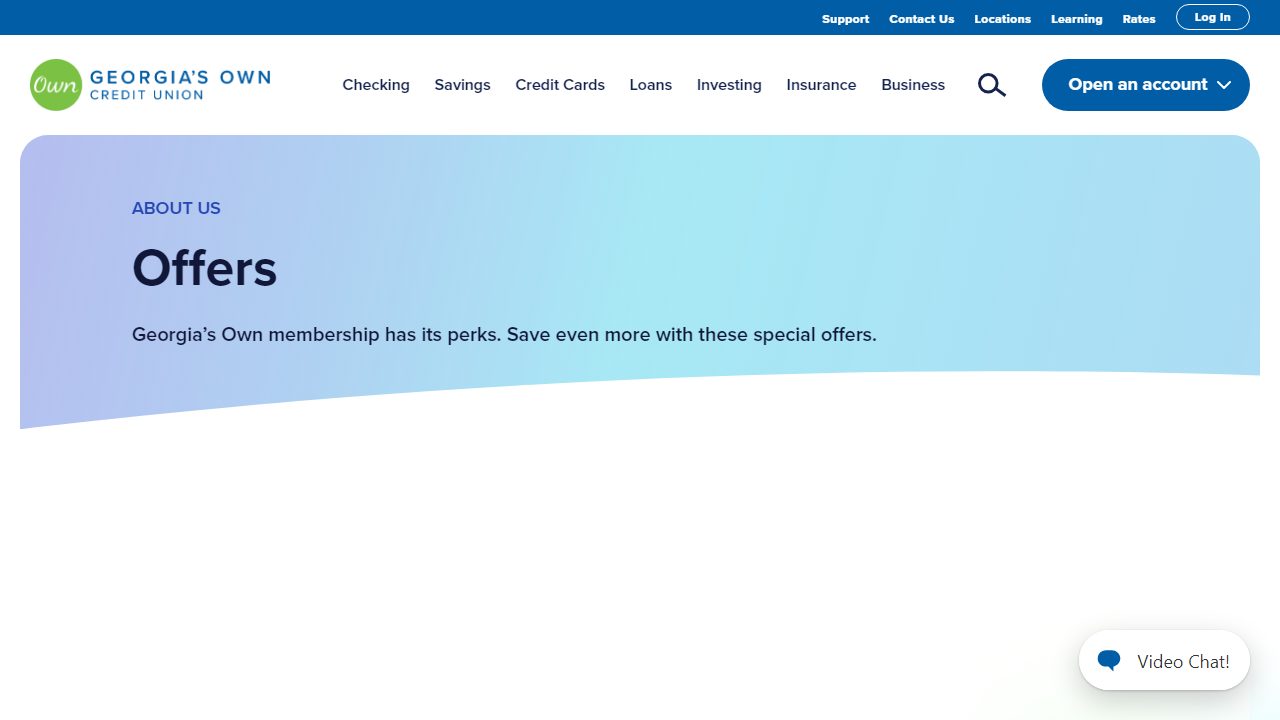 Support Contact Us Locations Learning Rates Log In
Own GEORGIA'S OWN
CREDIT UNION
Checking Savings Credit Cards Loans Investing Insurance Business Open an account
ABOUT US
Offers
Georgia’s Own membership has its perks. Save even more with these special offers.
Video Chat!